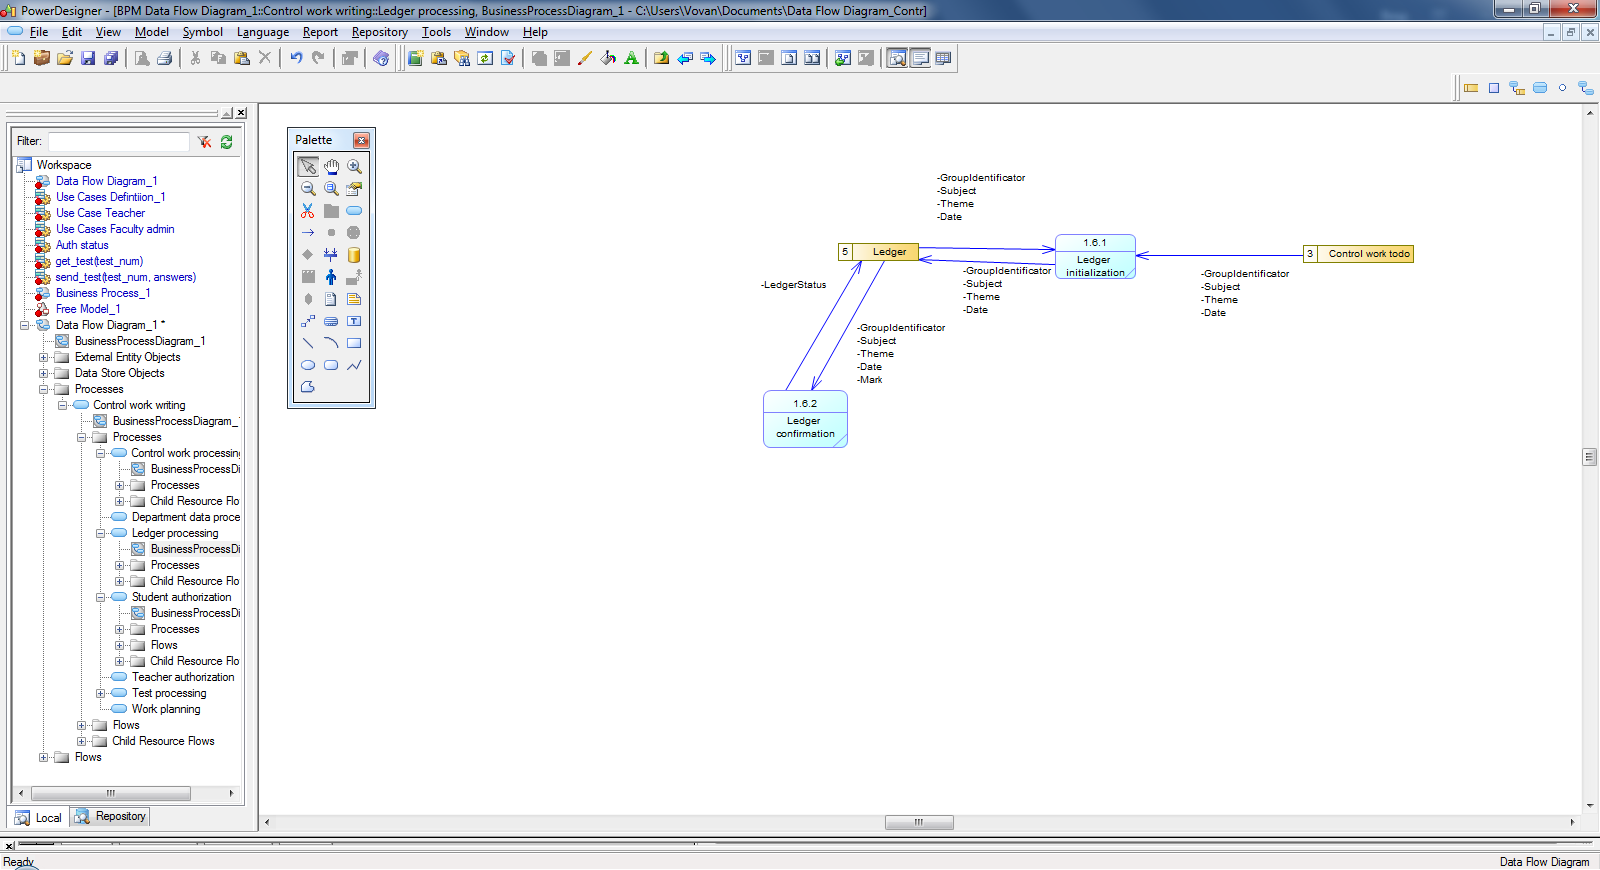 PowerDesigner - [BPM Data Flow Diagram_1::Control work writing::Ledger processing, BusinessProcessDiagram_1 - C:\Users\Vovan\Documents\Data Flow Diagram_Contr]
File Edit View Model Symbol Language Report Repository Tools Window Help
Filter:
Workspace
Data Flow Diagram_1
Use Cases Defintiion_1
Use Case Teacher
Use Cases Faculty admin
Auth status
get_test(test_num)
send_test(test_num, answers)
Business Process_1
Free Model_1
Data Flow Diagram_1 *
BusinessProcessDiagram_1
External Entity Objects
Data Store Objects
Processes
Control work writing
BusinessProcessDiagram_
Processes
Control work processing
BusinessProcessDi
Processes
Child Resource Flo
Department data proce
Ledger processing
BusinessProcessDi
Processes
Child Resource Flo
Student authorization
BusinessProcessDi
Processes
Flows
Child Resource Flo
Teacher authorization
Test processing
Work planning
Flows
Child Resource Flows
Flows
Local Repository
Palette
-GroupIdentificator
-Subject
-Theme
-Date
5 Ledger
1.6.1
Ledger
initialization
3 Control work todo
-GroupIdentificator
-Subject
-Theme
-Date
-GroupIdentificator
-Subject
-Theme
-Date
-LedgerStatus
-GroupIdentificator
-Subject
-Theme
-Date
-Mark
1.6.2
Ledger
confirmation
Ready
Data Flow Diagram